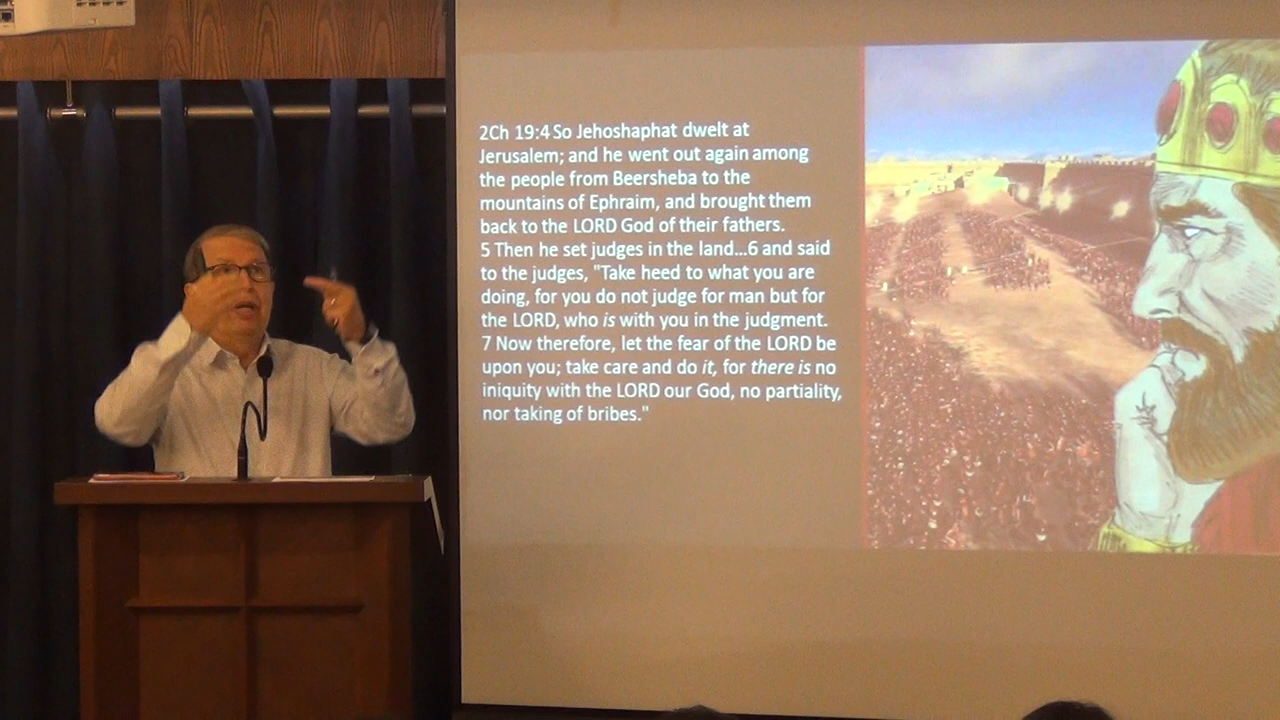 2Ch 19:4 So Jehoshaphat dwelt at
Jerusalem; and he went out again among
the people from Beersheba to the
mountains of Ephraim, and brought them
back to the LORD God of their fathers.
5 Then he set judges in the land...6 and said
to the judges, "Take heed to what you are
doing, for you do not judge for man but for
the LORD, who is with you in the judgment.
7 Now therefore, let the fear of the LORD be
upon you; take care and do it, for there is no
iniquity with the LORD our God, no partiality,
nor taking of bribes."